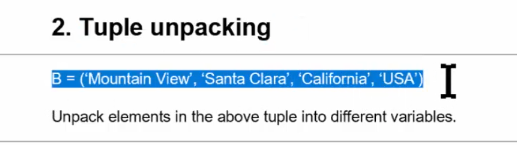 2. Tuple unpacking
B = (‘Mountain View’, ‘Santa Clara’, ‘California’, ‘USA’)
Unpack elements in the above tuple into different variables.